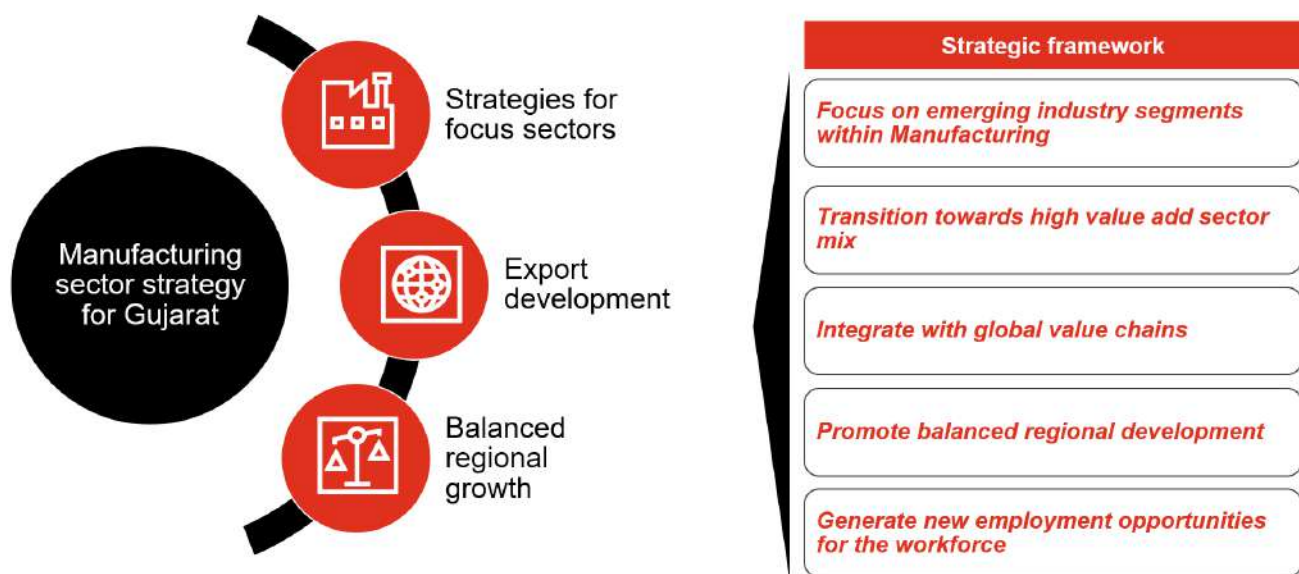 Manufacturing
sector strategy
for Gujarat
Strategies for
focus sectors
Export
development
Balanced
regional
growth
Strategic framework
Focus on emerging industry segments
within Manufacturing
Transition towards high value add sector
mix
Integrate with global value chains
Promote balanced regional development
Generate new employment opportunities
for the workforce